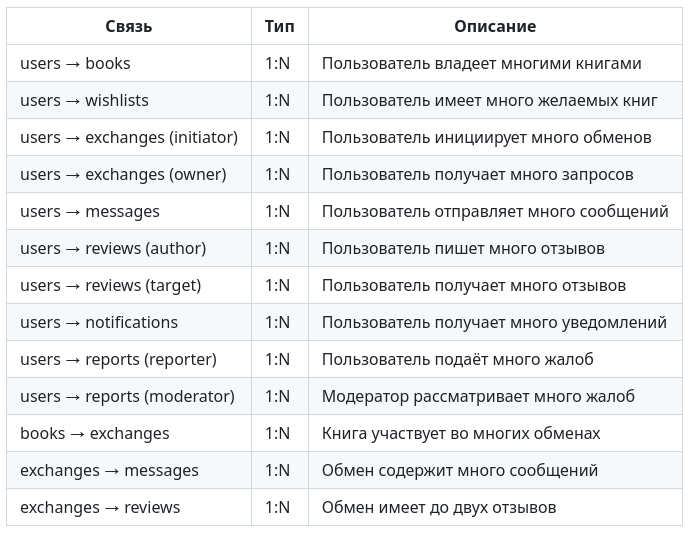 Связь Тип Описание
users → books 1:N Пользователь владеет многими книгами
users → wishlists 1:N Пользователь имеет много желаемых книг
users → exchanges (initiator) 1:N Пользователь инициирует много обменов
users → exchanges (owner) 1:N Пользователь получает много запросов
users → messages 1:N Пользователь отправляет много сообщений
users → reviews (author) 1:N Пользователь пишет много отзывов
users → reviews (target) 1:N Пользователь получает много отзывов
users → notifications 1:N Пользователь получает много уведомлений
users → reports (reporter) 1:N Пользователь подаёт много жалоб
users → reports (moderator) 1:N Модератор рассматривает много жалоб
books → exchanges 1:N Книга участвует во многих обменах
exchanges → messages 1:N Обмен содержит много сообщений
exchanges → reviews 1:N Обмен имеет до двух отзывов